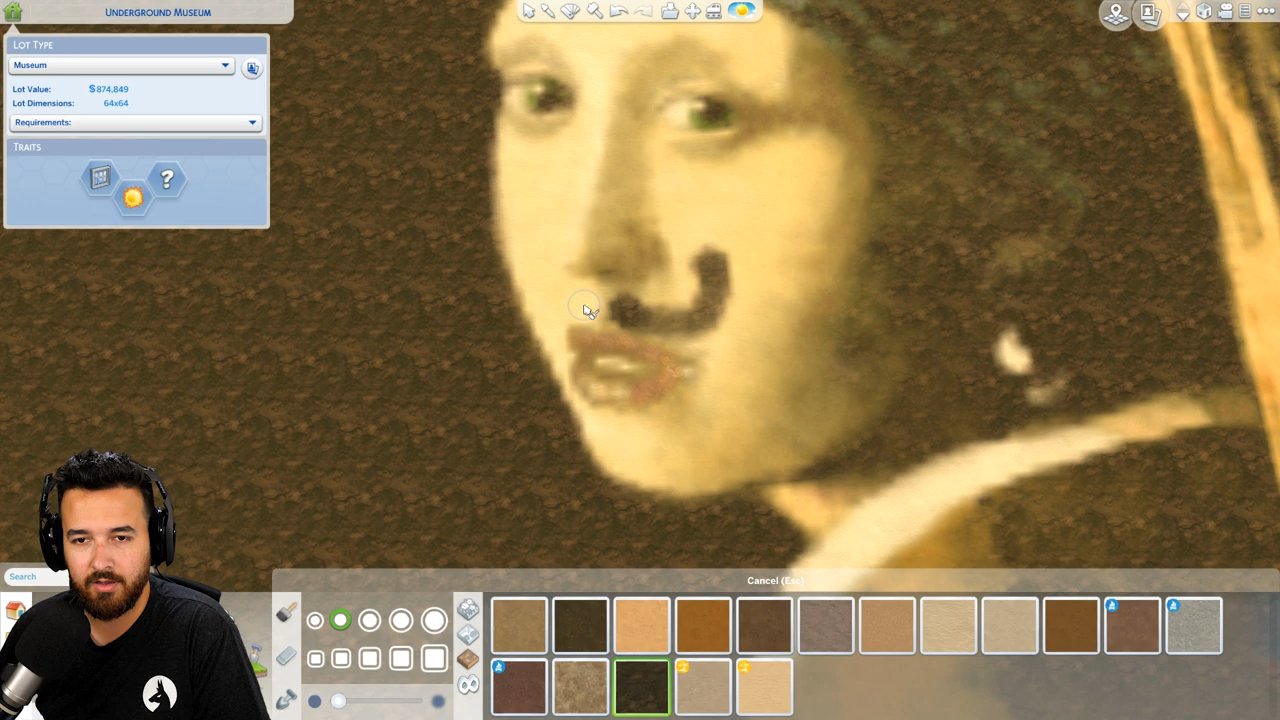 Underground Museum
Lot Type
Museum
Lot Value: §874,849
Lot Dimensions: 64x64
Requirements:
Traits
?
Cancel (Esc)
Search